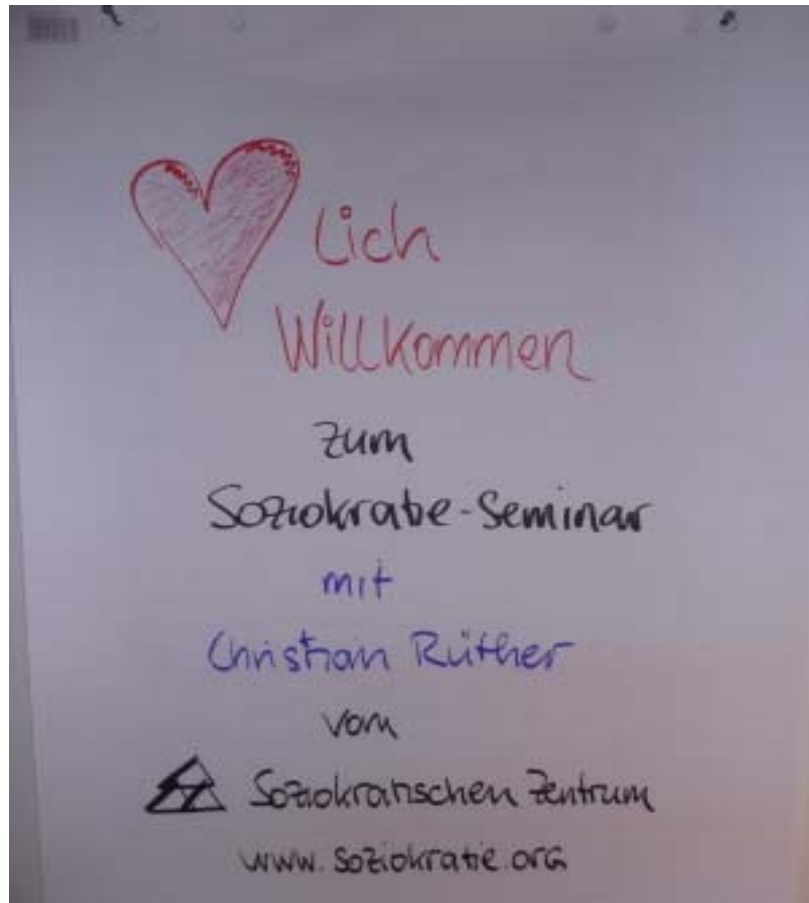 Lich
Willkommen
zum
Soziokratie-Seminar
mit
Christian Rüther
vom
Soziokratischen Zentrum
www.soziokratie.org